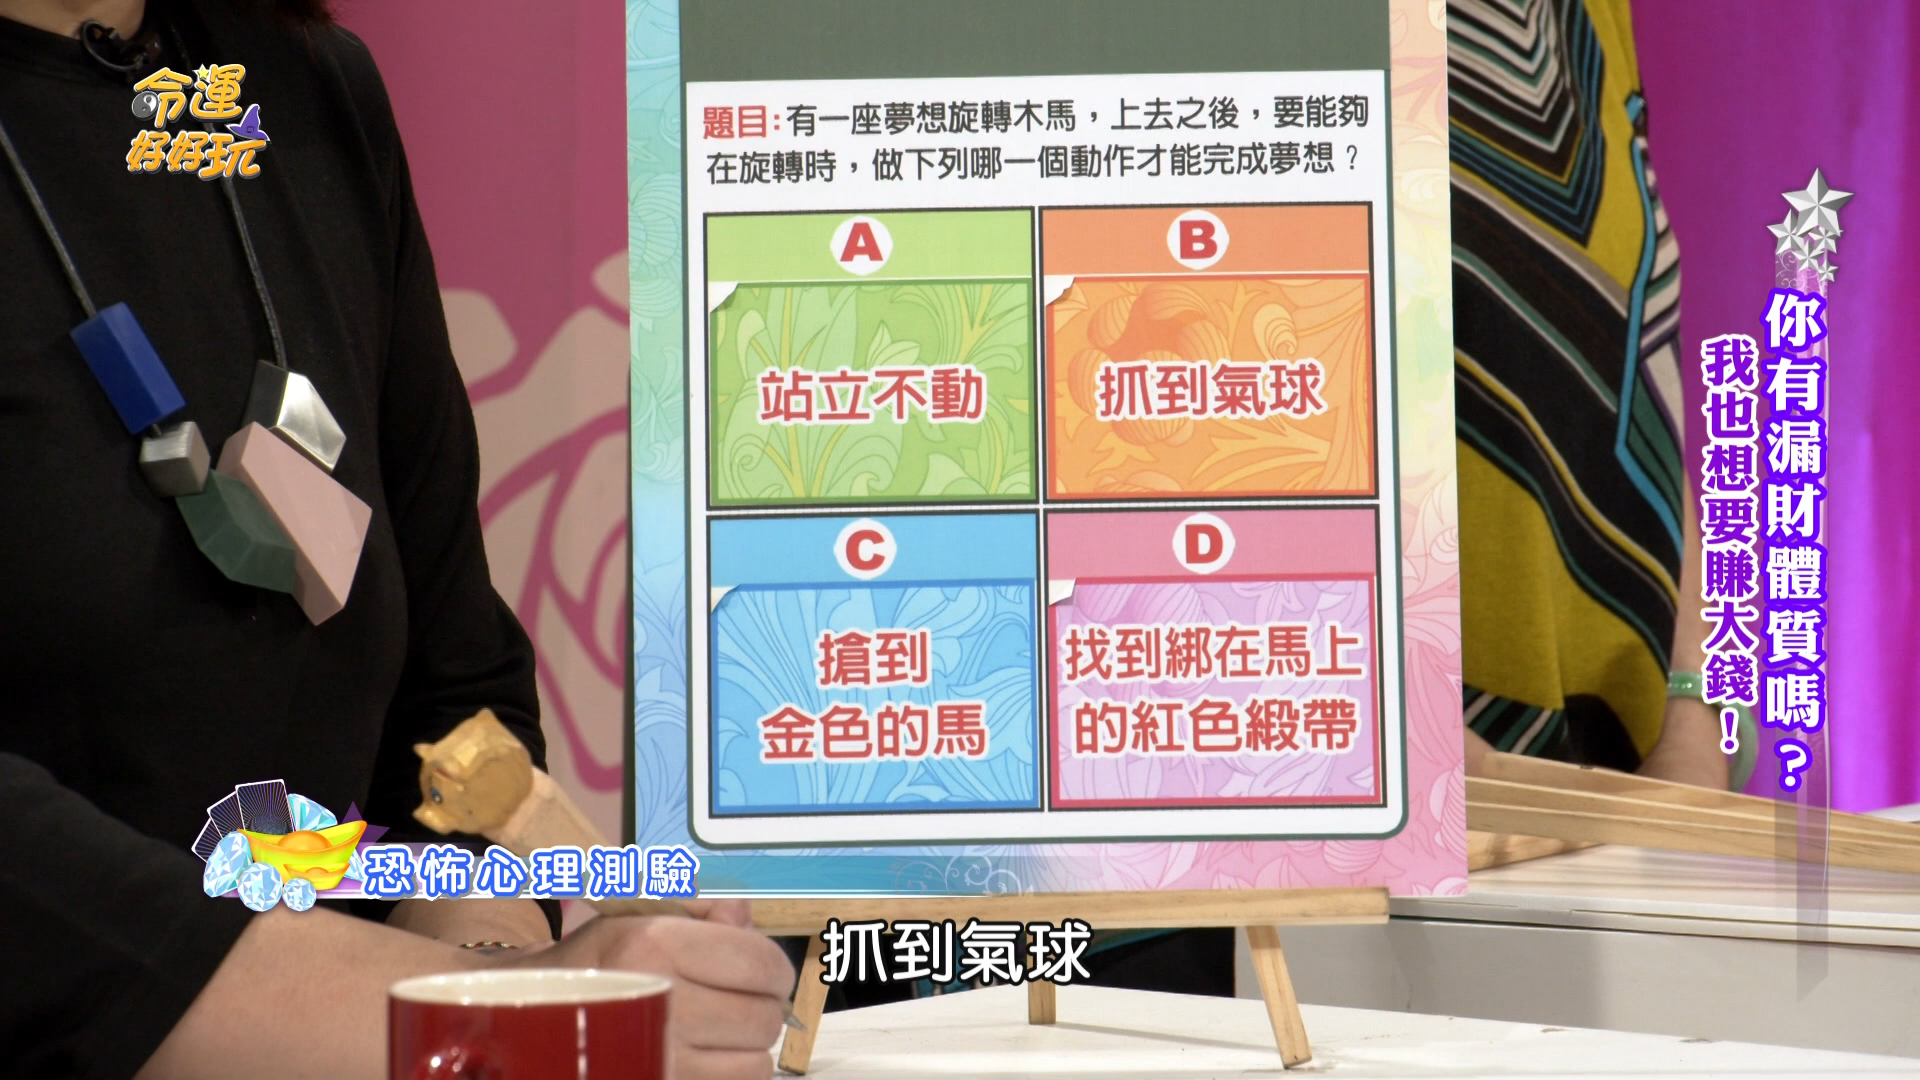 命運
好好玩
題目:有一座夢想旋轉木馬，上去之後，要能夠
在旋轉時，做下列哪一個動作才能完成夢想？
A
站立不動
B
抓到氣球
C
搶到
金色的馬
D
找到綁在馬上
的紅色緞帶
你有漏財體質嗎？
我也想要賺大錢！
恐怖心理測驗
抓到氣球